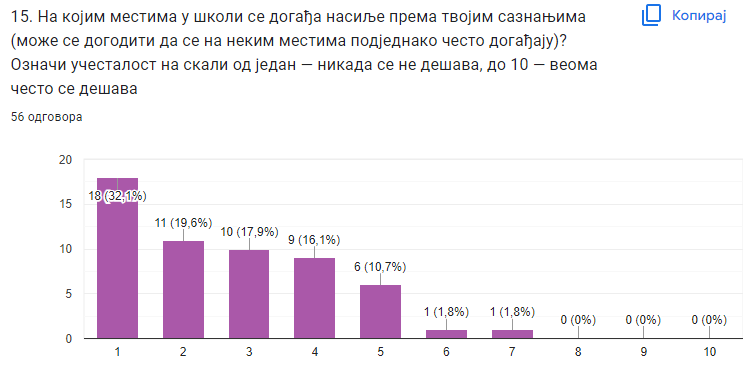 15. На којим местима у школи се догађа насиље према твојим сазнањима
Копирај
(може се догодити да се на неким местима подједнако често догађају)?
Означи учесталост на скали од један — никада се не дешава, до 10 — веома
често се дешава
56 одговора
20
15
10
5
0
18 (32,1%)
11 (19,6%)
10 (17,9%)
9 (16,1%)
6 (10,7%)
1 (1,8%)
1 (1,8%)
0 (0%)
0 (0%)
0 (0%)
1 2 3 4 5 6 7 8 9 10